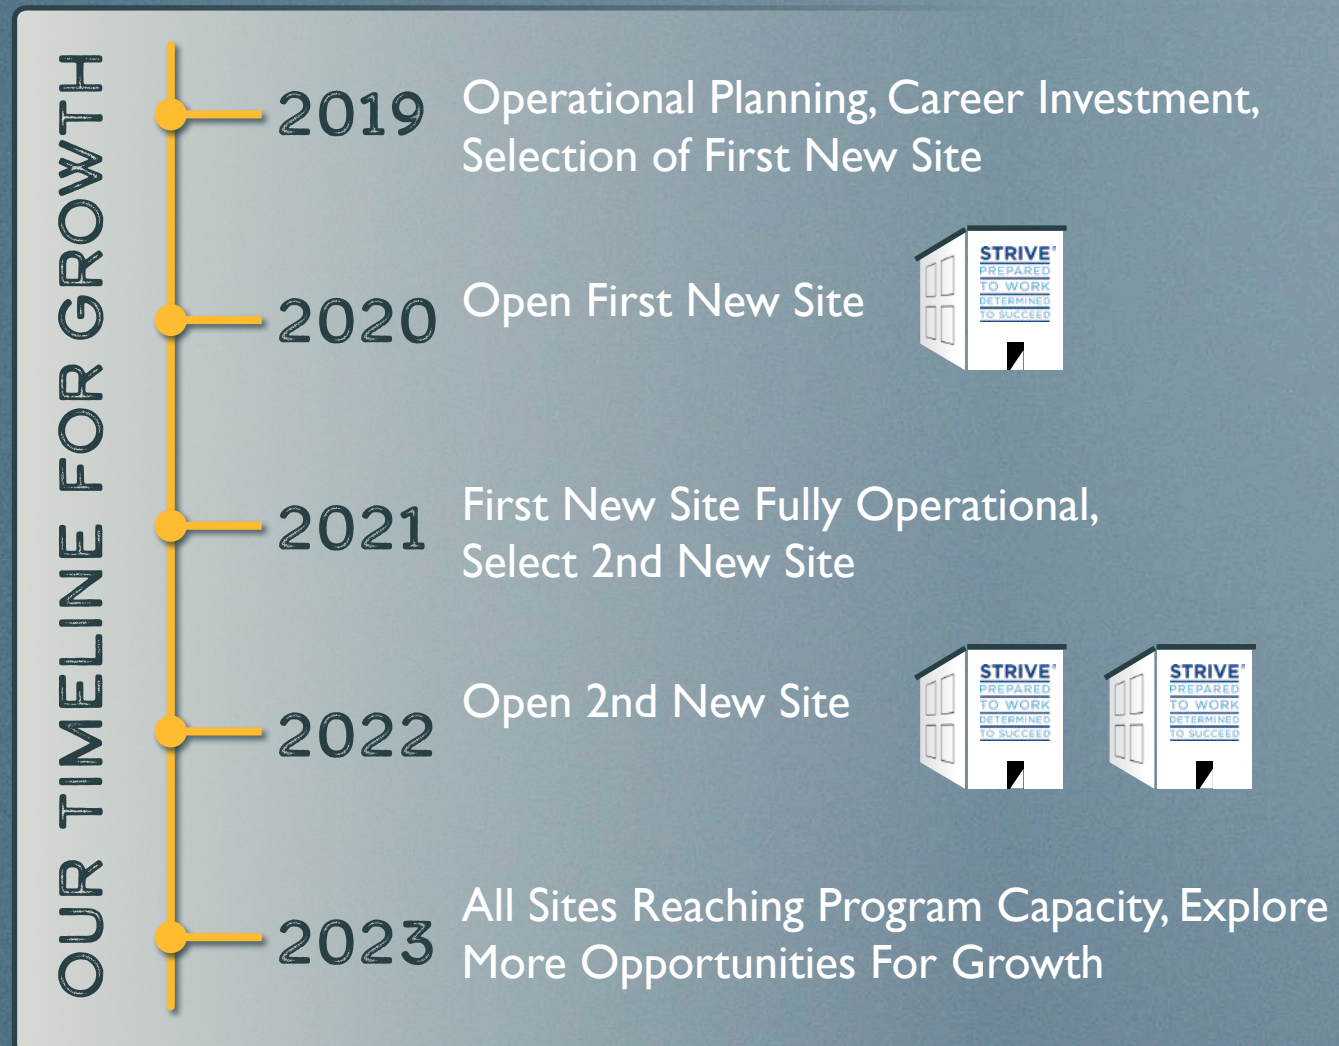 OUR TIMELINE FOR GROWTH
2019
Operational Planning, Career Investment,
Selection of First New Site
2020
Open First New Site
STRIVE®
PREPARED
TO WORK
DETERMINED
TO SUCCEED
2021
First New Site Fully Operational,
Select 2nd New Site
2022
Open 2nd New Site
STRIVE®
PREPARED
TO WORK
DETERMINED
TO SUCCEED
STRIVE®
PREPARED
TO WORK
DETERMINED
TO SUCCEED
2023
All Sites Reaching Program Capacity, Explore
More Opportunities For Growth